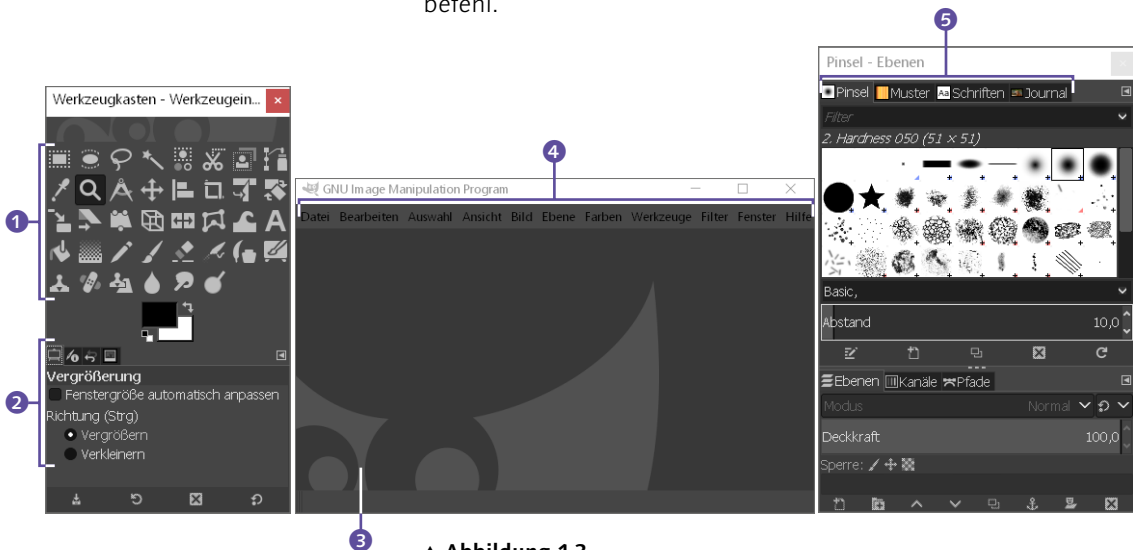 befehl.
5
Pinsel - Ebenen
Werkzeugkasten - Werkzeugein...
Pinsel Muster Aa Schriften Journal
Filter
2. Hardness 050 (51 × 51)
4
GNU Image Manipulation Program
1
Datei Bearbeiten Auswahl Ansicht Bild Ebene Farben Werkzeuge Filter Fenster Hilfe
A
Basic,
Abstand 10,0
2
Vergrößerung
Fenstergröße automatisch anpassen
Richtung (Strg)
Vergrößern
Verkleinern
Ebenen Kanäle Pfade
Modus Normal
Deckkraft 100,0
Sperre:
3
▲ Abbildung 1.3